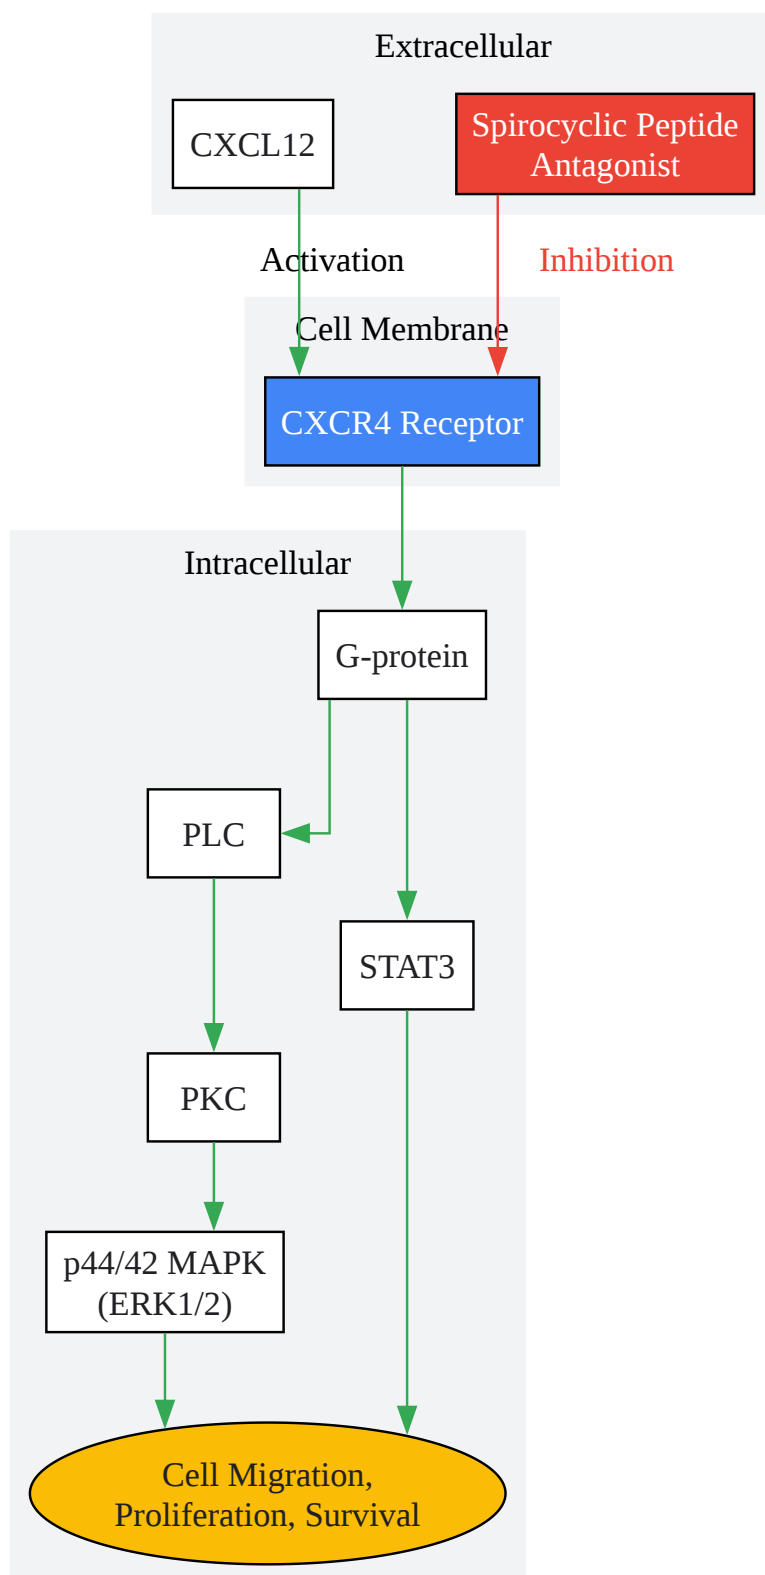 Extracellular
CXCL12
Spirocyclic Peptide
Antagonist
Activation
Inhibition
Cell Membrane
CXCR4 Receptor
Intracellular
G-protein
PLC
STAT3
PKC
p44/42 MAPK
(ERK1/2)
Cell Migration,
Proliferation, Survival